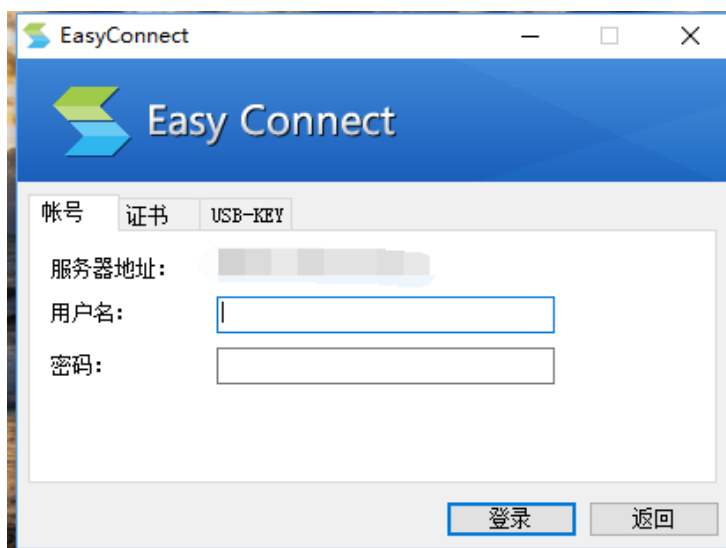 EasyConnect
Easy Connect
帐号 证书 USB-KEY
服务器地址:
用户名:
密码:
登录 返回